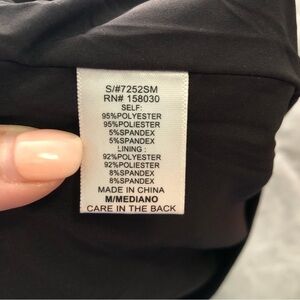 S/#7252SM
RN# 158030
SELF:
95%POLYESTER
95%POLIESTER
5%SPANDEX
5%SPANDEX
LINING :
92%POLYESTER
92%POLIESTER
8%SPANDEX
8%SPANDEX
MADE IN CHINA
M/MEDIANO
CARE IN THE BACK